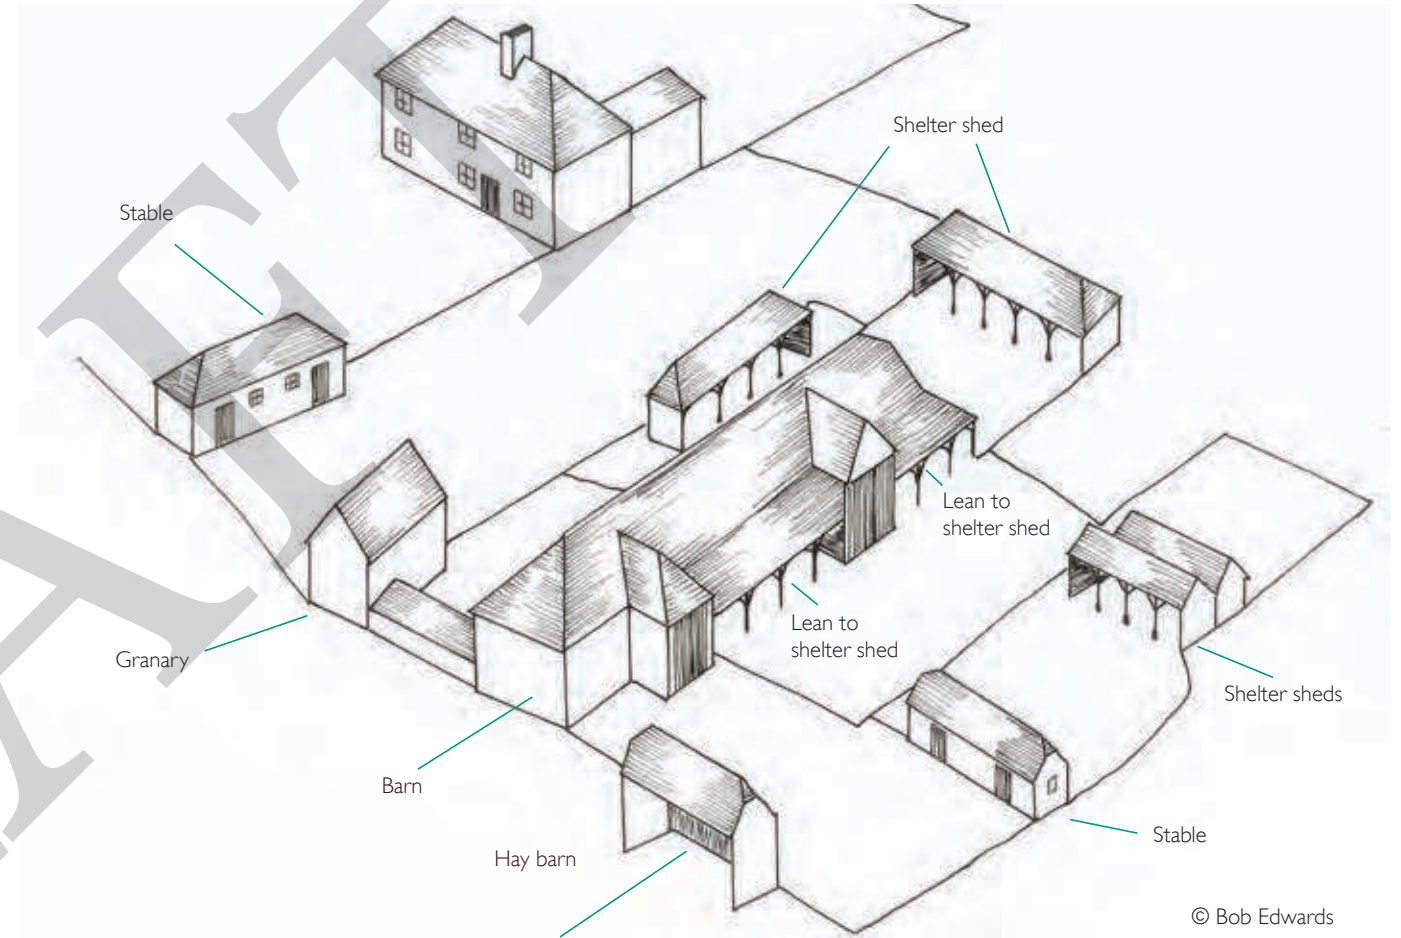 Shelter shed
Stable
Lean to
shelter shed
Lean to
shelter shed
Granary
Shelter sheds
Barn
Stable
Hay barn
© Bob Edwards